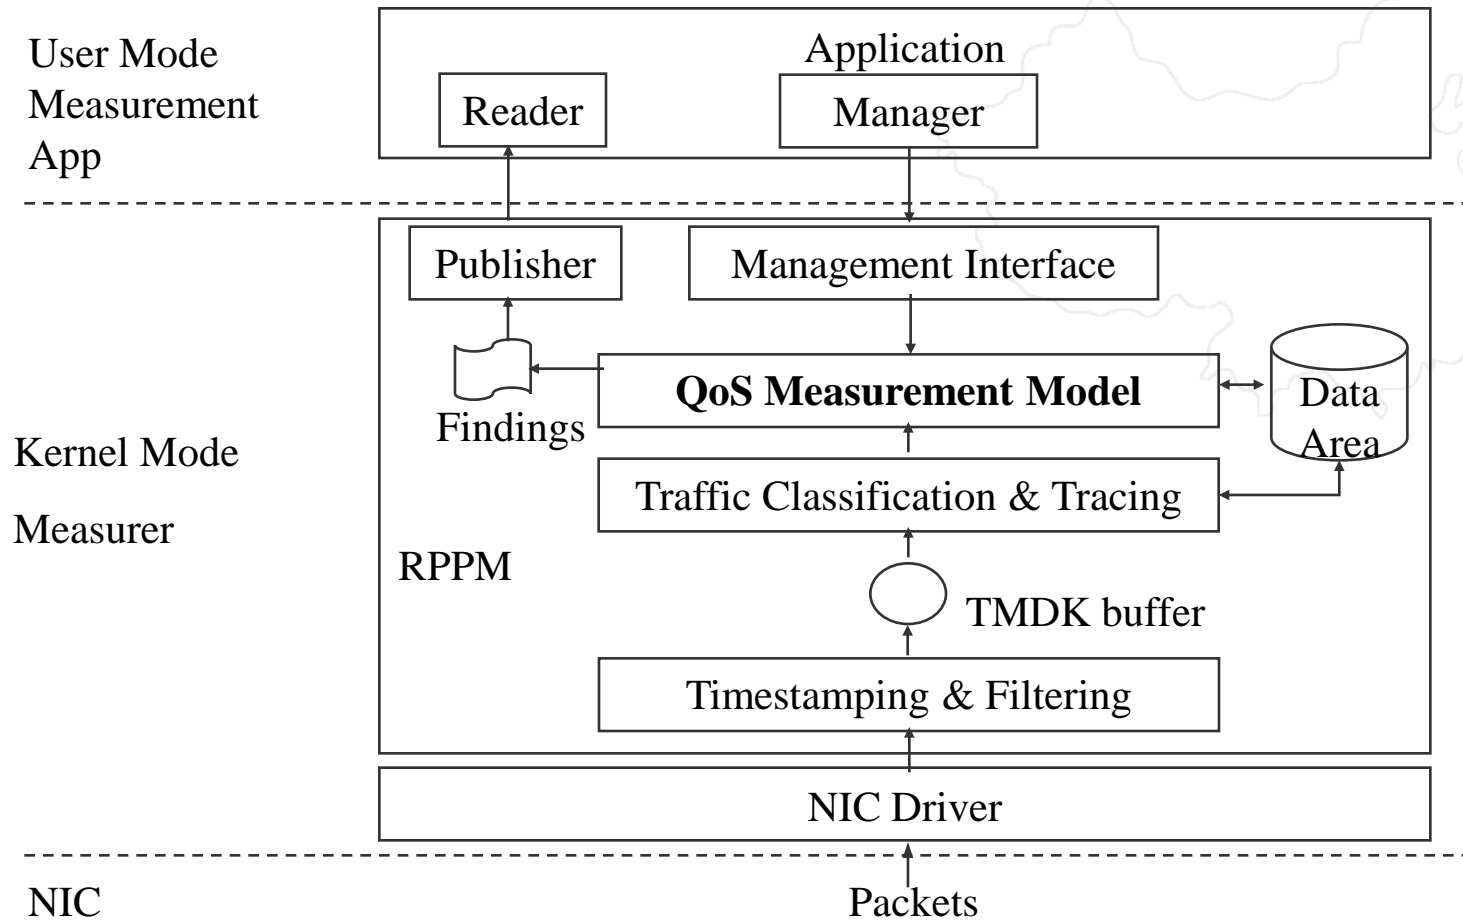 User Mode
Measurement
App
Application
Reader
Manager
Publisher
Management Interface
QoS Measurement Model
Data
Area
Findings
Kernel Mode
Measurer
Traffic Classification & Tracing
RPPM
TMDK buffer
Timestamping & Filtering
NIC Driver
NIC
Packets